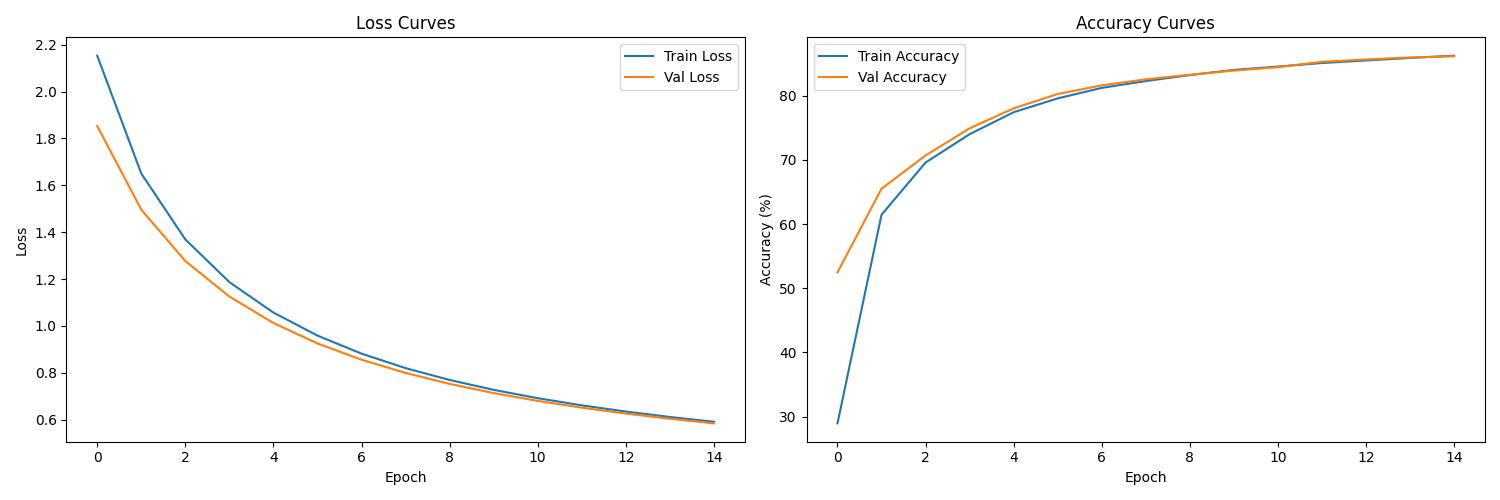 Loss Curves
Loss
2.2
2.0
1.8
1.6
1.4
1.2
1.0
0.8
0.6
Train Loss
Val Loss
0 2 4 6 8 10 12 14
Epoch
Accuracy Curves
Accuracy (%)
80
70
60
50
40
30
Train Accuracy
Val Accuracy
0 2 4 6 8 10 12 14
Epoch